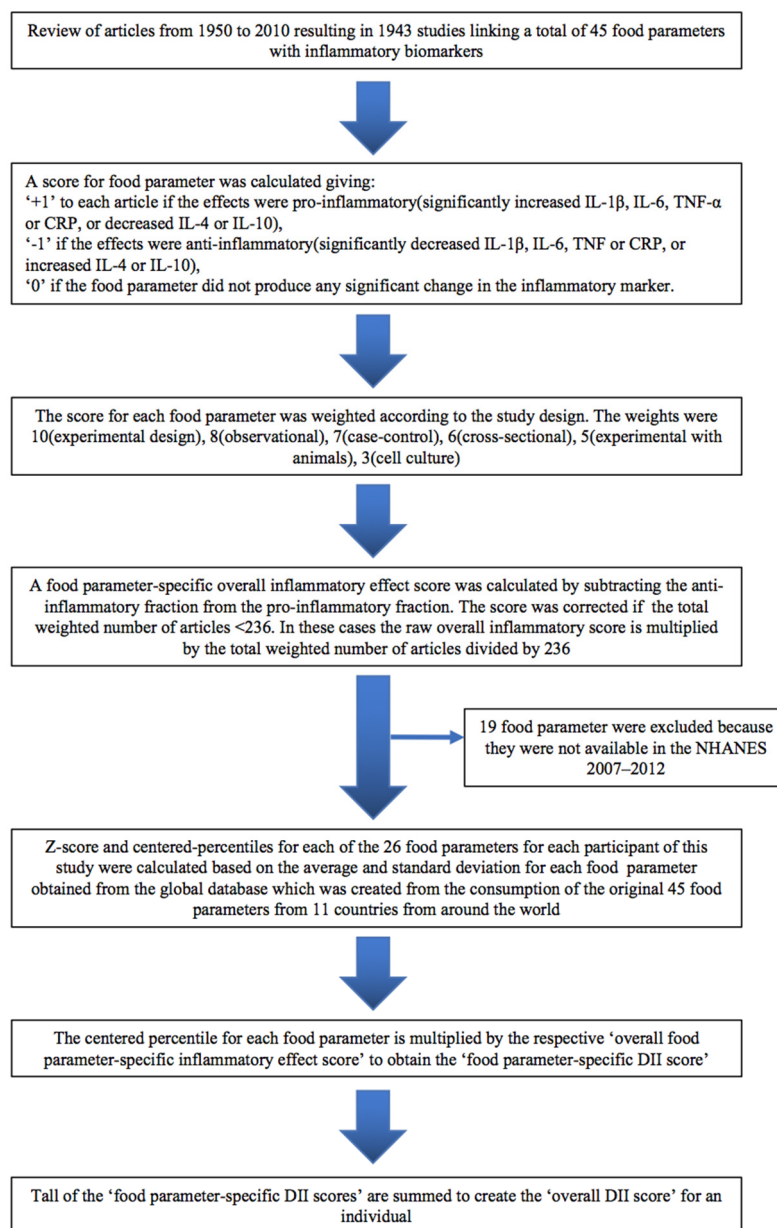 Review of articles from 1950 to 2010 resulting in 1943 studies linking a total of 45 food parameters
with inflammatory biomarkers
A score for food parameter was calculated giving:
‘+1’ to each article if the effects were pro-inflammatory(significantly increased IL-1β, IL-6, TNF-α
or CRP, or decreased IL-4 or IL-10),
‘-1’ if the effects were anti-inflammatory(significantly decreased IL-1β, IL-6, TNF or CRP, or
increased IL-4 or IL-10),
‘0’ if the food parameter did not produce any significant change in the inflammatory marker.
The score for each food parameter was weighted according to the study design. The weights were
10(experimental design), 8(observational), 7(case-control), 6(cross-sectional), 5(experimental with
animals), 3(cell culture)
A food parameter-specific overall inflammatory effect score was calculated by subtracting the anti-
inflammatory fraction from the pro-inflammatory fraction. The score was corrected if the total
weighted number of articles <236. In these cases the raw overall inflammatory score is multiplied
by the total weighted number of articles divided by 236
19 food parameter were excluded because
they were not available in the NHANES
2007–2012
Z-score and centered-percentiles for each of the 26 food parameters for each participant of this
study were calculated based on the average and standard deviation for each food parameter
obtained from the global database which was created from the consumption of the original 45 food
parameters from 11 countries from around the world
The centered percentile for each food parameter is multiplied by the respective ‘overall food
parameter-specific inflammatory effect score’ to obtain the ‘food parameter-specific DII score’
Tall of the ‘food parameter-specific DII scores’ are summed to create the ‘overall DII score’ for an
individual